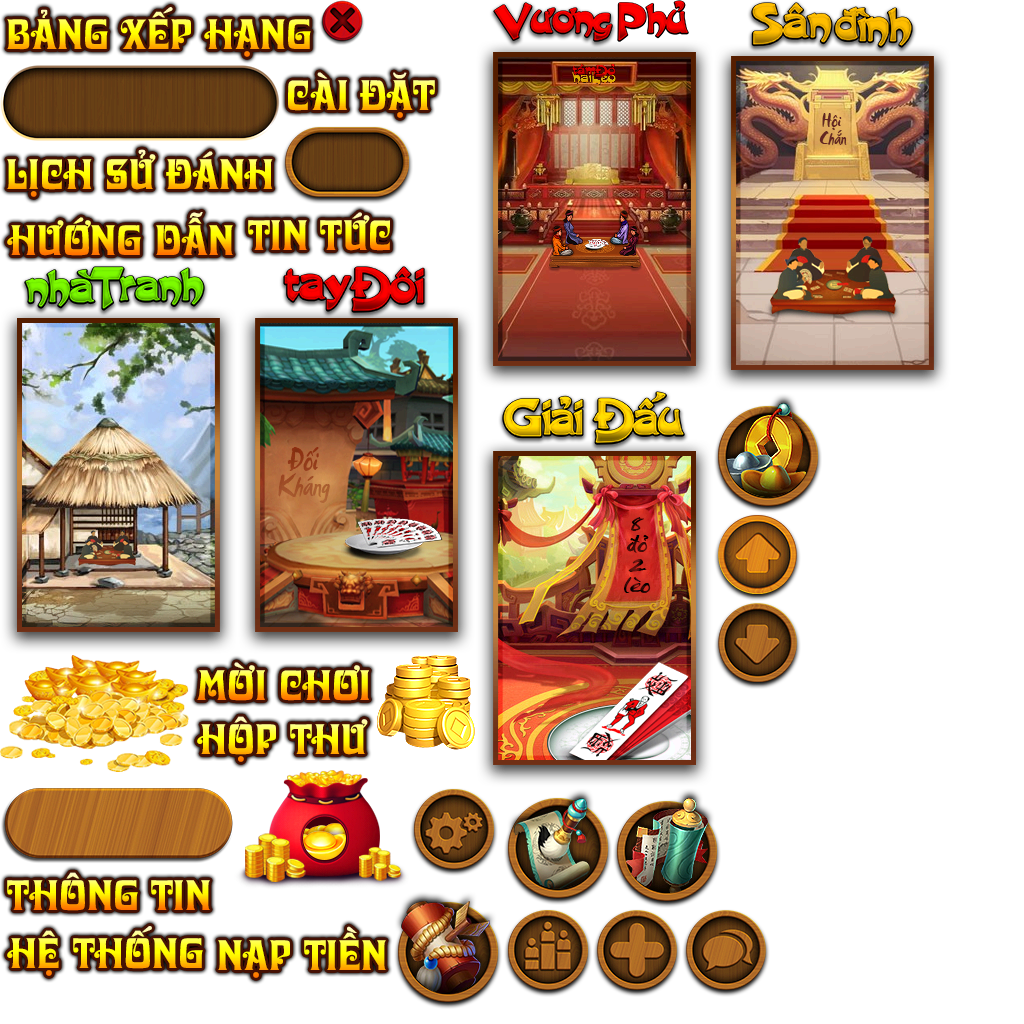 BẢNG XẾP HẠNG
CÀI ĐẶT
LỊCH SỬ ĐÁNH
HƯỚNG DẪN
TIN TỨC
nhàTranh
tayĐôi
Đối
Kháng
Vương Phủ
Sân đình
Hội
Chắn
Giải Đấu
8
đỏ
2
lèo
MỜI CHƠI
HỘP THƯ
THÔNG TIN
HỆ THỐNG
NẠP TIỀN